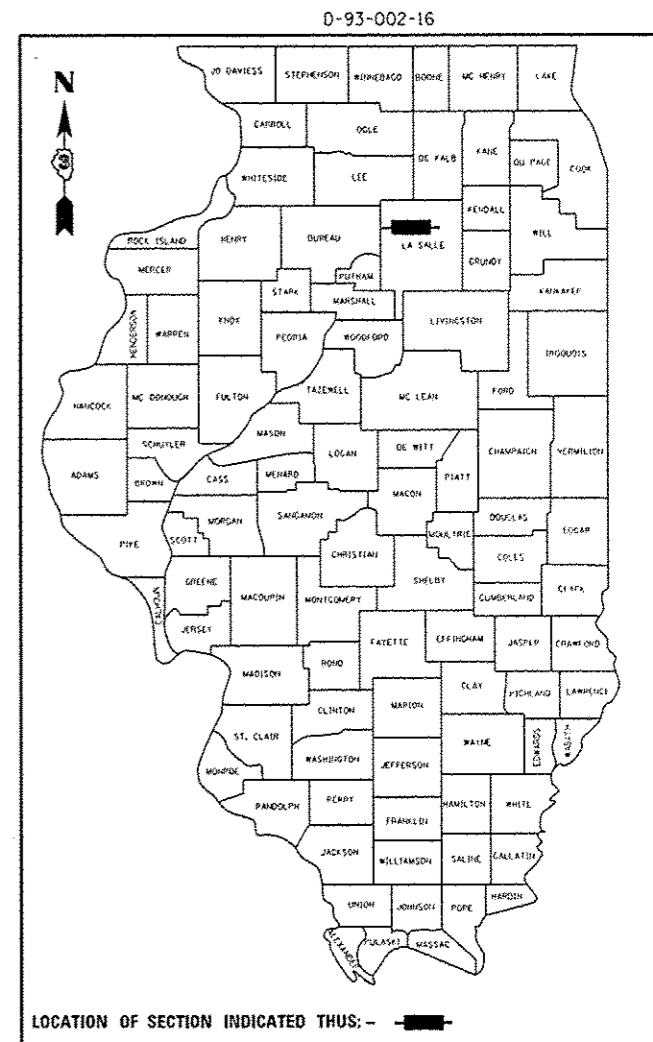 D-93-002-16
JO DAVIESS STEPHENSON WINNEBAGO BOONE MC HENRY LAKE
N
CARROLL OGLE
DE KALB KANE DU PAGE COOK
WHITESIDE LEE
KENDALL
ROCK ISLAND HENRY BUREAU LA SALLE WILL
GRUNDY
MERCER PUTNAM
STARK MARSHALL KANKAKEE
HENDERSON WARREN KNOX PEORIA WOODFORD LIVINGSTON IROQUOIS
HANCOCK MC DONOUGH FULTON TAZEWELL MC LEAN FORD
MASON
SCHUYLER LOGAN DE WITT CHAMPAIGN VERMILION
ADAMS BROWN CASS MENARD PIATT
MACON
MORGAN SANGAMON DOUGLAS EDGAR
PIKE SCOTT CHRISTIAN MOULTRIE
COLES
GREENE SHELBY
CALHOUN MACOUPIN MONTGOMERY CUMBERLAND CLARK
JERSEY FAYETTE EFFINGHAM JASPER CRAWFORD
BOND
MADISON CLAY RICHLAND LAWRENCE
CLINTON MARION
ST. CLAIR WAYNE EDWARDS WABASH
WASHINGTON JEFFERSON
MONROE
RANDOLPH PERRY HAMILTON WHITE
FRANKLIN
JACKSON WILLIAMSON SALINE GALLATIN
HARDIN
UNION JOHNSON POPE
ALEXANDER PULASKI MASSAC
LOCATION OF SECTION INDICATED THUS: -